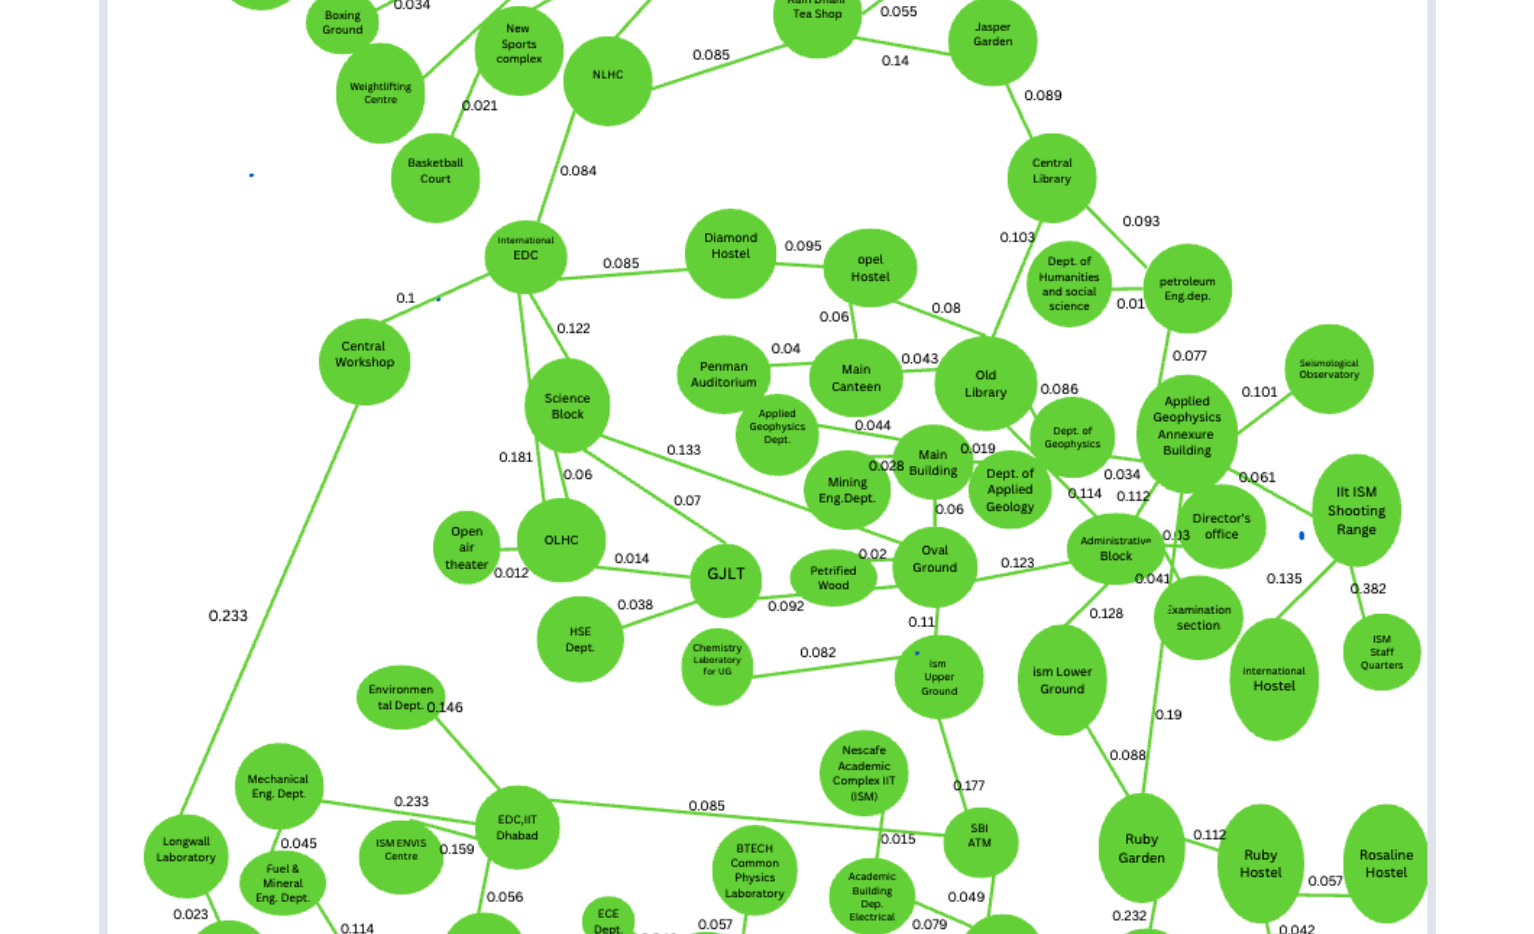 0.034
Boxing
Ground
New
Sports
complex
Tea Shop
0.055
Jasper
Garden
Weightlifting
Centre
NLHC
0.085
0.14
0.021
0.089
Basketball
Court
0.084
Central
Library
International
EDC
0.085
Diamond
Hostel
0.095
opel
Hostel
0.103
0.093
Dept. of
Humanities
and social
science
0.01
petroleum
Eng.dep.
0.1
0.122
0.06
0.08
0.077
Central
Workshop
Penman
Auditorium
0.04
Main
Canteen
0.043
Old
Library
0.086
Seismological
Observatory
0.101
Science
Block
Applied
Geophysics
Dept.
0.044
Dept. of
Geophysics
Applied
Geophysics
Annexure
Building
0.133
0.028
Main
Building
0.019
0.034
0.061
0.181
0.06
0.07
Mining
Eng.Dept.
0.06
Dept. of
Applied
Geology
0.114
0.112
Director's
office
IIt ISM
Shooting
Range
Open
air
theater
0.012
OLHC
0.014
GJLT
Petrified
Wood
0.02
Oval
Ground
0.123
Administrative
Block
0.03
0.041
0.135
0.382
0.233
0.038
0.092
HSE
Dept.
Chemistry
Laboratory
for UG
0.082
0.11
ism
Upper
Ground
0.128
Examination
section
ism Lower
Ground
international
Hostel
ISM
Staff
Quarters
Environmen
tal Dept.
0.146
0.19
0.088
Mechanical
Eng. Dept.
0.233
EDC,IIT
Dhabad
0.085
Nescafe
Academic
Complex IIT
(ISM)
0.177
SBI
ATM
0.015
Longwall
Laboratory
0.045
ISM ENVIS
Centre
0.159
Fuel &
Mineral
Eng. Dept.
BTECH
Common
Physics
Laboratory
Academic
Building
Dep.
Electrical
0.049
Ruby
Garden
0.112
Ruby
Hostel
0.057
Rosaline
Hostel
0.023
0.114
0.056
ECE
Dept.
0.057
0.079
0.232
0.042